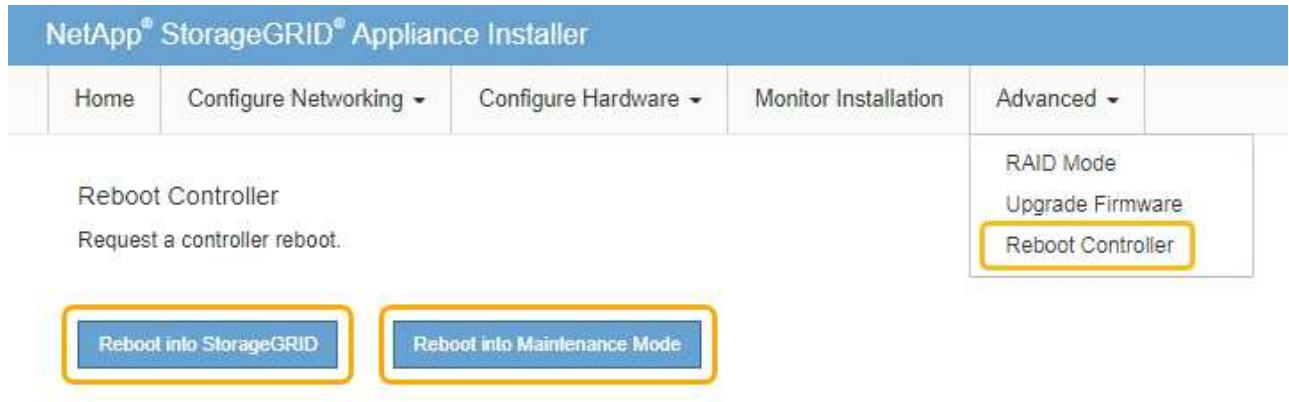 NetApp® StorageGRID® Appliance Installer
Home Configure Networking Configure Hardware Monitor Installation Advanced
RAID Mode
Upgrade Firmware
Reboot Controller
Reboot Controller
Request a controller reboot.
Reboot into StorageGRID Reboot into Maintenance Mode